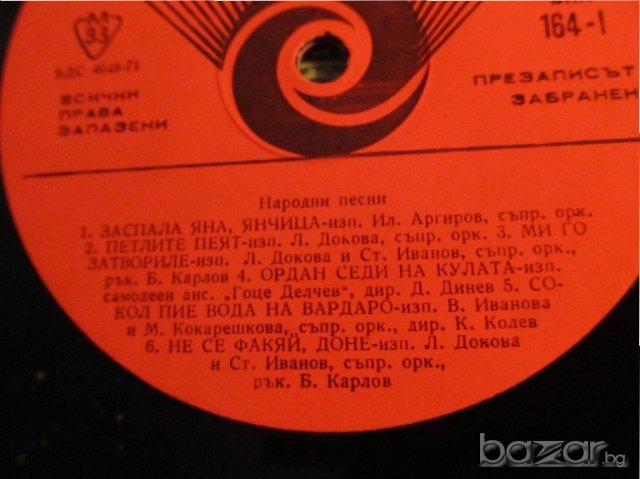 М
33
164-I
БДС 4648-71
ВСИЧНИ
ПРАВА
ЗАПАЗЕНИ
ПРЕЗАПИСЪТ
ЗАБРАНЕН
Народни песни
1. ЗАСПАЛА ЯНА, ЯНЧИЦА-изп. Ил. Аргиров, съпр. орк.
2. ПЕТЛИТЕ ПЕЯТ-изп. Л. Докова, съпр. орк. 3. МИ ГО
ЗАТВОРИЛЕ-изп. Л. Докова и Ст. Иванов, съпр. орк.,
рък. Б. Карлов 4. ОРДАН СЕДИ НА КУЛАТА-изп.
самодеен анс. „Гоце Делчев", дир. Д. Динев 5. СО-
КОЛ ПИЕ ВОДА НА ВАРДАРО-изп. В. Иванова
и М. Кокарешкова, съпр. орк., дир. К. Колев
6. НЕ СЕ ФАКЯЙ, ДОНЕ-изп. Л. Докова
и Ст. Иванов, съпр. орк.,
рък. Б. Карлов
bazar.bg